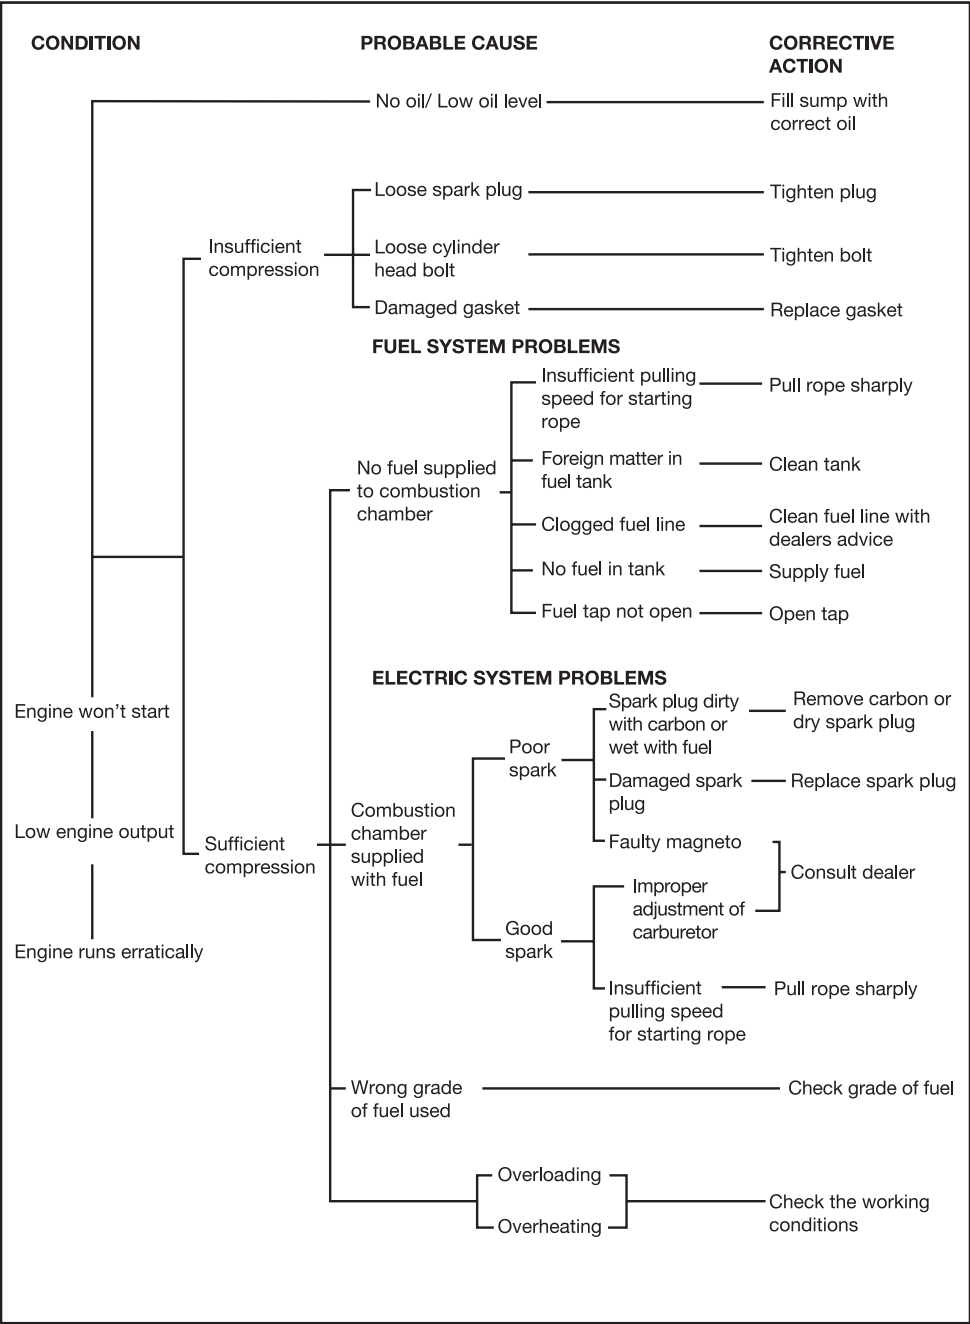 CONDITION
PROBABLE CAUSE
CORRECTIVE
ACTION
No oil/ Low oil level
Fill sump with
correct oil
Insufficient
compression
Loose spark plug
Tighten plug
Loose cylinder
head bolt
Tighten bolt
Damaged gasket
Replace gasket
FUEL SYSTEM PROBLEMS
No fuel supplied
to combustion
chamber
Insufficient pulling
speed for starting
rope
Pull rope sharply
Foreign matter in
fuel tank
Clean tank
Clogged fuel line
Clean fuel line with
dealers advice
No fuel in tank
Supply fuel
Fuel tap not open
Open tap
Engine won't start
Low engine output
Engine runs erratically
Sufficient
compression
ELECTRIC SYSTEM PROBLEMS
Combustion
chamber
supplied
with fuel
Poor
spark
Spark plug dirty
with carbon or
wet with fuel
Remove carbon or
dry spark plug
Damaged spark
plug
Replace spark plug
Faulty magneto
Consult dealer
Good
spark
Improper
adjustment of
carburetor
Insufficient
pulling speed
for starting rope
Pull rope sharply
Wrong grade
of fuel used
Check grade of fuel
Overloading
Overheating
Check the working
conditions